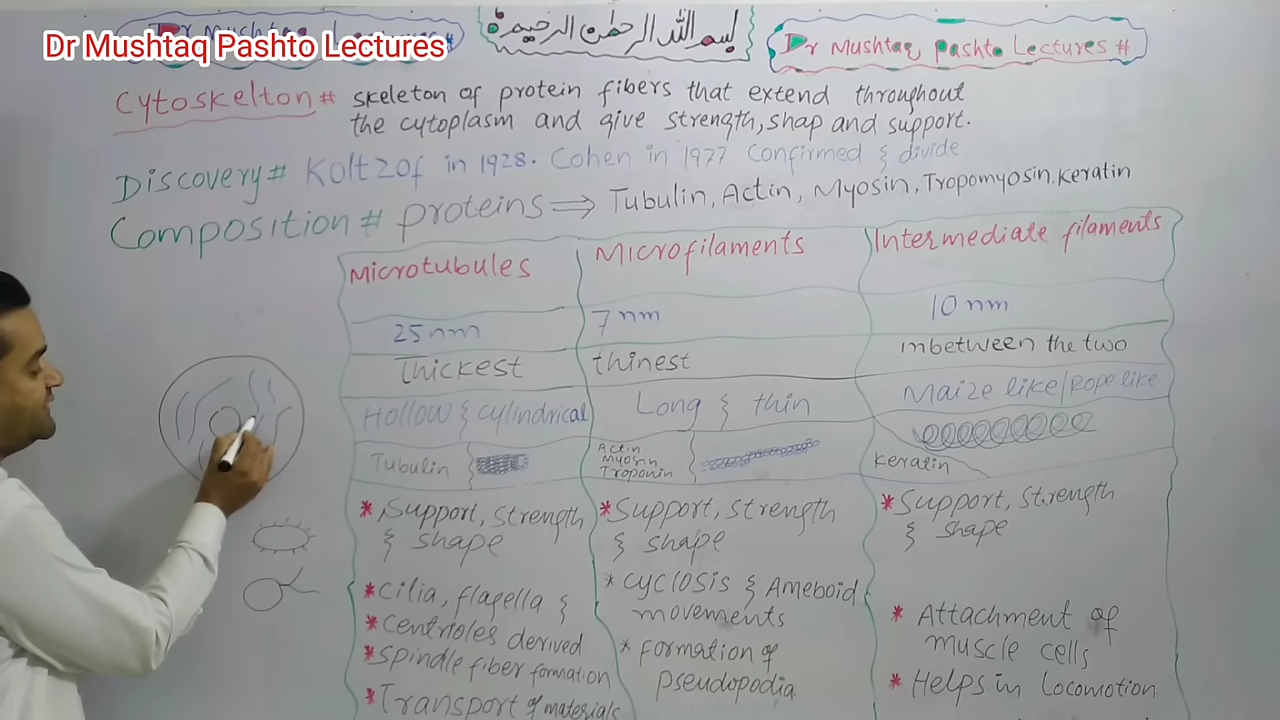 Dr Mushtaq Pashto Lectures
بسم الله الرحمن الرحيم
Dr Mushtaq Pashto Lectures #
Cytoskelton # skeleton of protein fibers that extend throughout
the cytoplasm and give strength, shap and support.
Discovery # Koltzof in 1928. Cohen in 1977 Confirmed & divide
Composition # proteins ⇒ Tubulin, Actin, Myosin, Tropomyosin, Keratin
Microtubules
Microfilaments
Intermediate filaments
25nm
7 nm
10 nm
Thickest
thinest
inbetween the two
Hollow & cylindrical
Long & thin
Maize like/Rope like
Tubulin
Actin
Myosin
Troponin
Keratin
* Support, Strength
& shape
* Support, Strength
& shape
* Support, Strength
& shape
* Cilia, flagella &
* Centrioles derived
* Spindle fiber formation
* Transport of materials
* Cyclosis & Ameboid
movements
* Formation of
pseudopodia
* Attachment of
muscle cells
* Helps in Locomotion